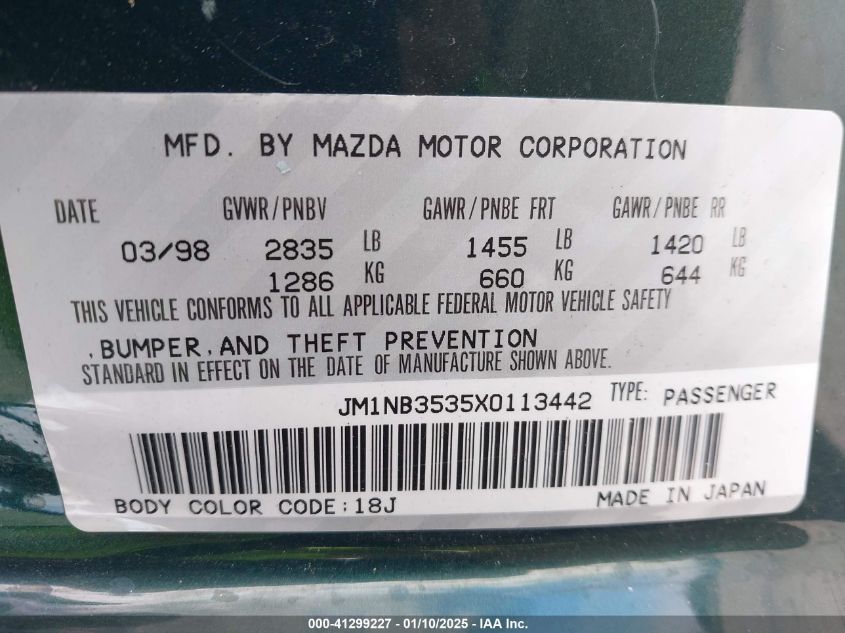 MFD. BY MAZDA MOTOR CORPORATION
DATE GVWR/PNBV GAWR/PNBE FRT GAWR/PNBE RR
03/98 2835 LB 1455 LB 1420 LB
1286 KG 660 KG 644 KG
THIS VEHICLE CONFORMS TO ALL APPLICABLE FEDERAL MOTOR VEHICLE SAFETY
,BUMPER,AND THEFT PREVENTION
STANDARD IN EFFECT ON THE DATE OF MANUFACTURE SHOWN ABOVE.
JM1NB3535X0113442 TYPE: PASSENGER
BODY COLOR CODE:18J MADE IN JAPAN
000-41299227 - 01/10/2025 - IAA Inc.